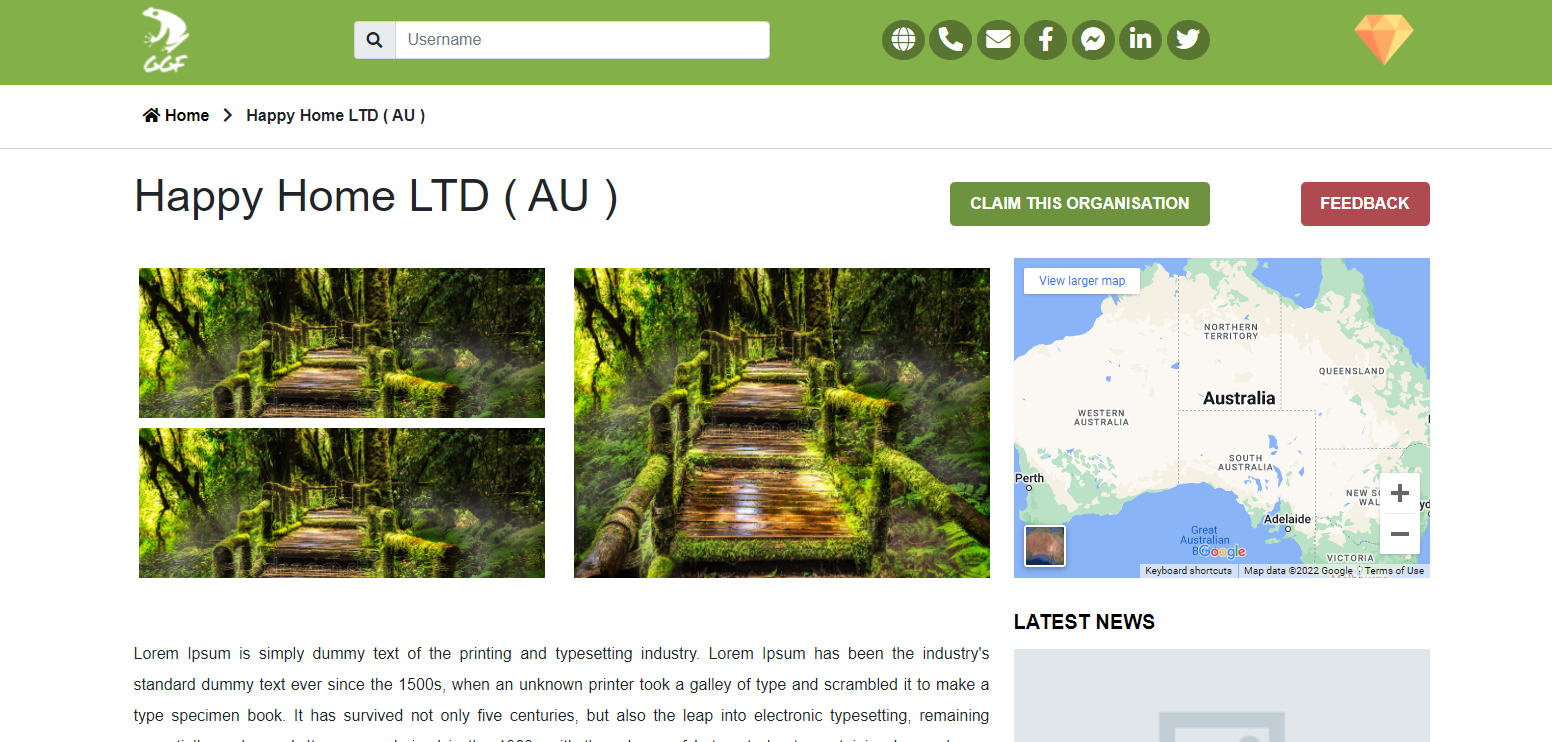 GGF
Username
Home
Happy Home LTD ( AU )
Happy Home LTD ( AU )
CLAIM THIS ORGANISATION
FEEDBACK
View larger map
NORTHERN
TERRITORY
QUEENSLAND
Australia
WESTERN
AUSTRALIA
SOUTH
AUSTRALIA
Perth
NEW SO
WAL
yd
Adelaide
Great
Australian
B
Google
VICTORIA
Keyboard shortcuts
Map data ©2022 Google
Terms of Use
LATEST NEWS
Lorem Ipsum is simply dummy text of the printing and typesetting industry. Lorem Ipsum has been the industry's
standard dummy text ever since the 1500s, when an unknown printer took a galley of type and scrambled it to make a
type specimen book. It has survived not only five centuries, but also the leap into electronic typesetting, remaining